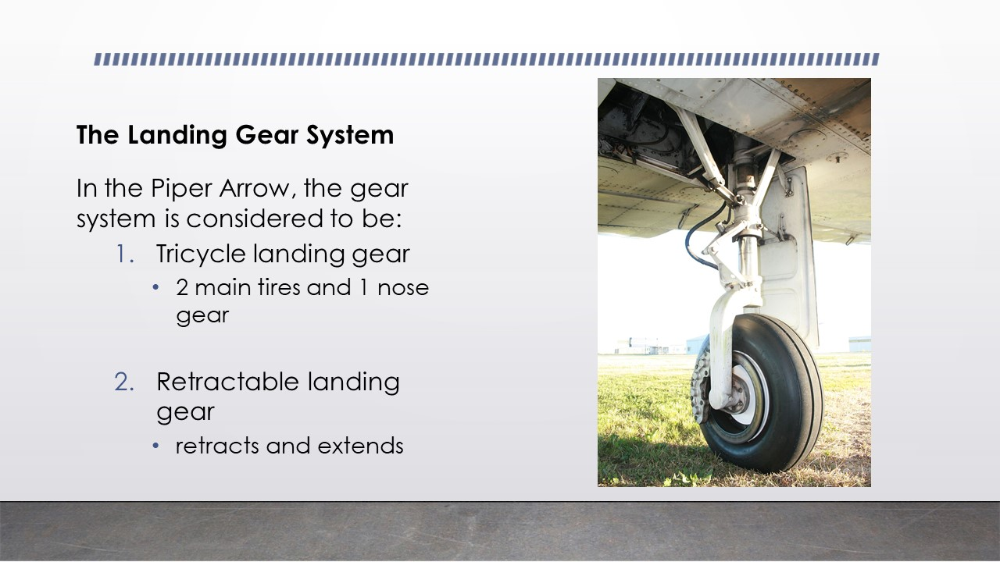 The Landing Gear System
In the Piper Arrow, the gear
system is considered to be:
1. Tricycle landing gear
• 2 main tires and 1 nose
gear
2. Retractable landing
gear
• retracts and extends